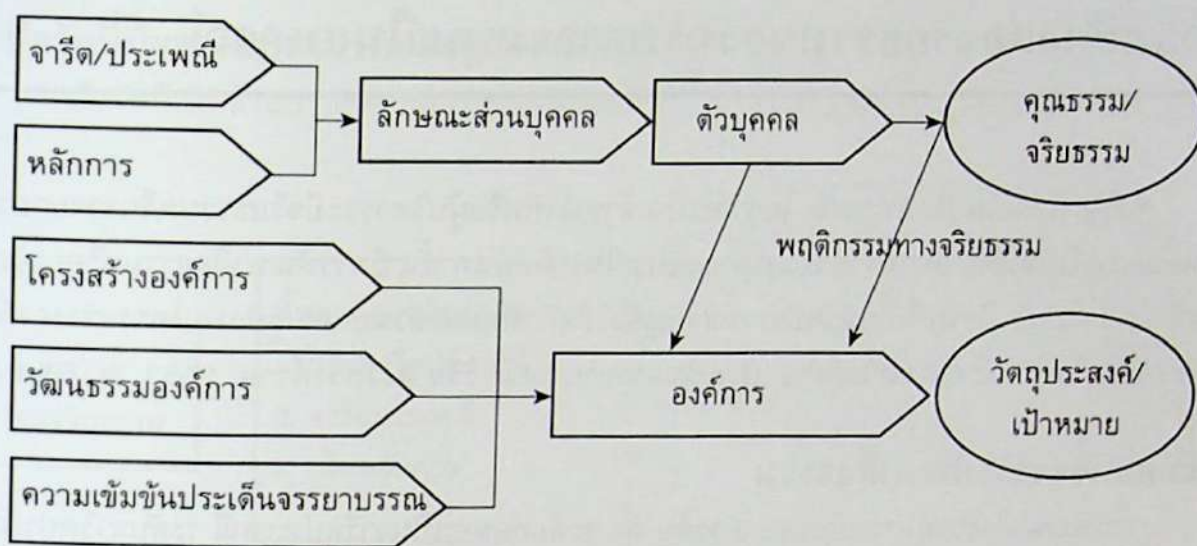 จารีต/ประเพณี
หลักการ
ลักษณะส่วนบุคคล
ตัวบุคคล
คุณธรรม/
จริยธรรม
พฤติกรรมทางจริยธรรม
โครงสร้างองค์การ
วัฒนธรรมองค์การ
ความเข้มข้นประเด็นจรรยาบรรณ
องค์การ
วัตถุประสงค์/
เป้าหมาย